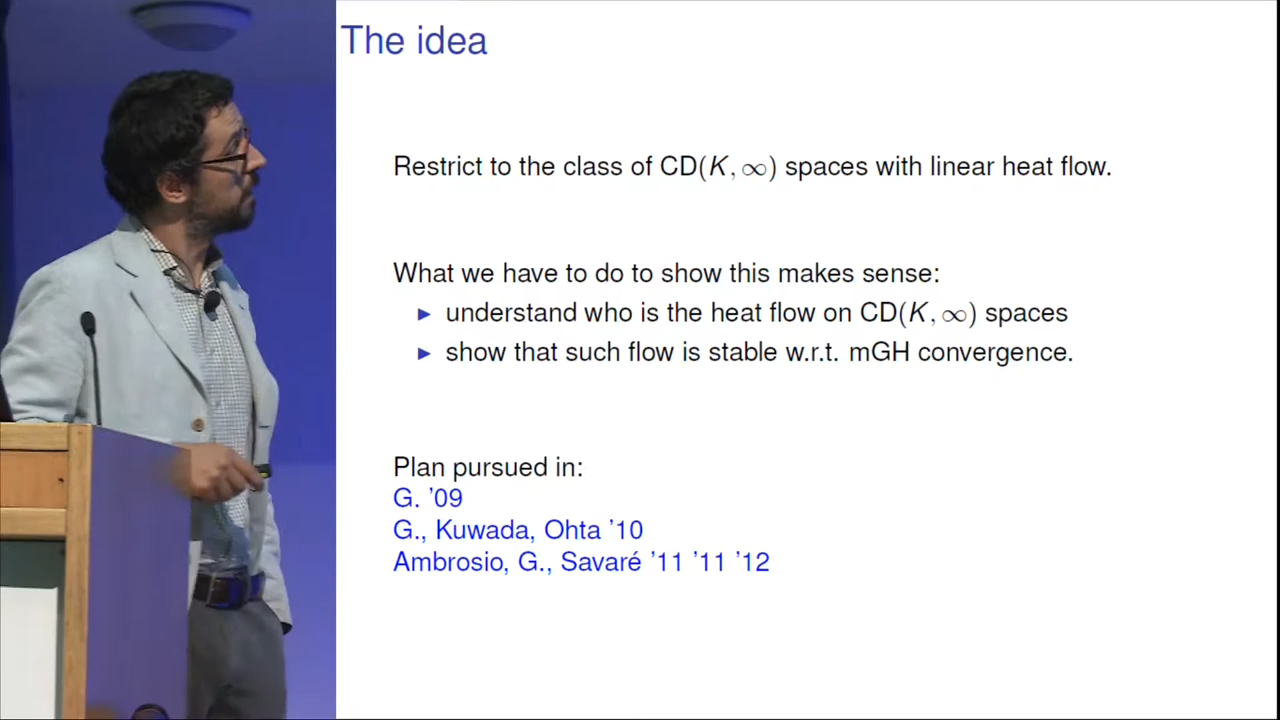 The idea
Restrict to the class of CD(K, ∞) spaces with linear heat flow.
What we have to do to show this makes sense:
▶ understand who is the heat flow on CD(K, ∞) spaces
▶ show that such flow is stable w.r.t. mGH convergence.
Plan pursued in:
G. ’09
G., Kuwada, Ohta ’10
Ambrosio, G., Savaré ’11 ’11 ’12